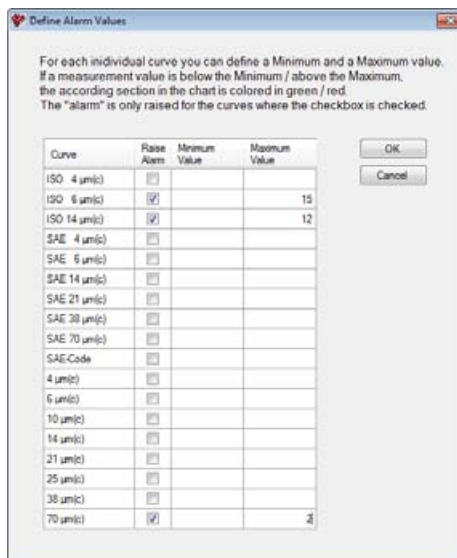 Define Alarm Values
For each inidividual curve you can define a Minimum and a Maximum value.
If a measurement value is below the Minimum / above the Maximum,
the according section in the chart is colored in green / red.
The "alarm" is only raised for the curves where the checkbox is checked.
Curve Raise Alarm Minimum Value Maximum Value
OK
Cancel
ISO 4 µm(c)
ISO 6 µm(c) 15
ISO 14 µm(c) 12
SAE 4 µm(c)
SAE 6 µm(c)
SAE 14 µm(c)
SAE 21 µm(c)
SAE 38 µm(c)
SAE 70 µm(c)
SAE-Code
4 µm(c)
6 µm(c)
10 µm(c)
14 µm(c)
21 µm(c)
25 µm(c)
38 µm(c)
70 µm(c) 2